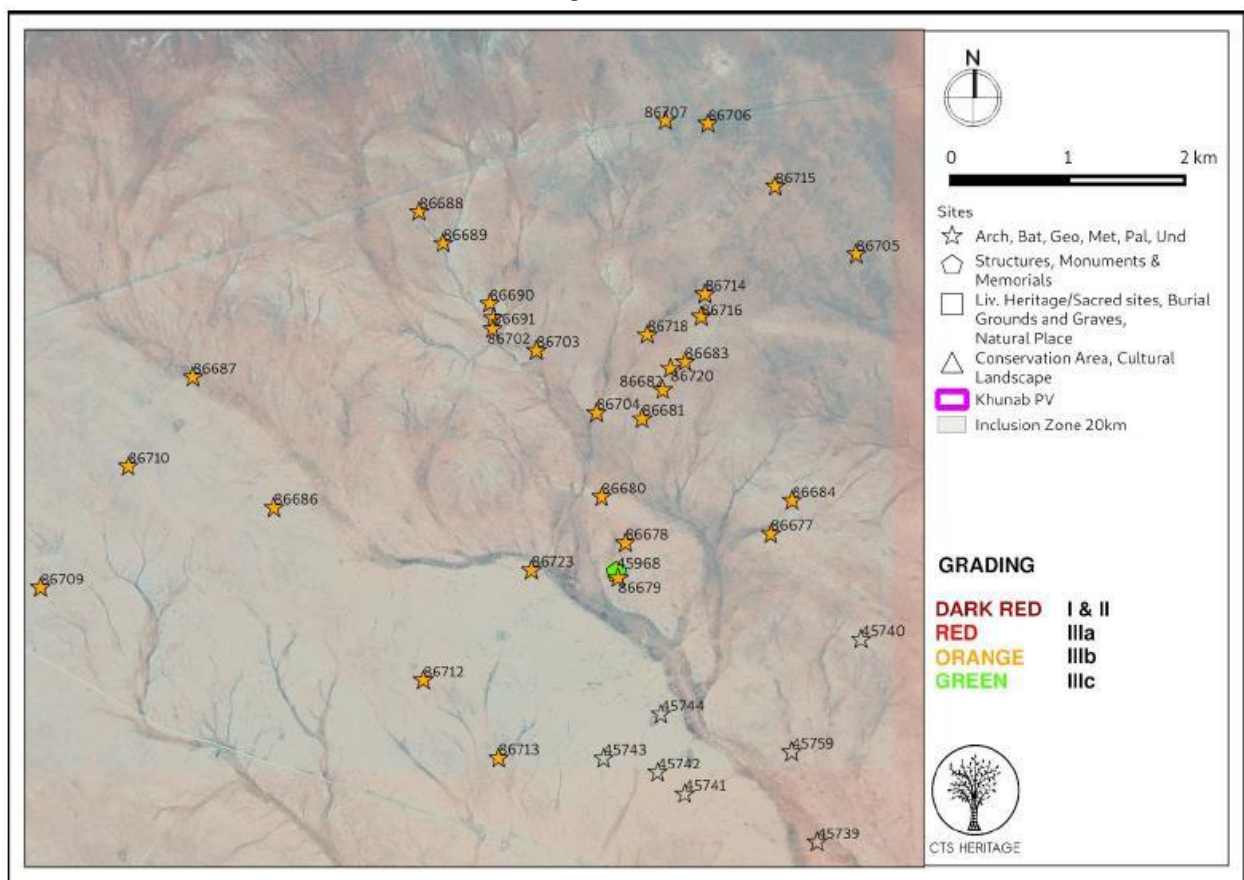 86707
86706
86715
86688
86689
86705
86690
86714
86691
86716
86702
86718
86703
86683
86687
86720
86682
86704
86681
86710
86680
86684
86686
86677
86678
45968
86723
86679
86709
45740
86712
45744
45759
86713
45743
45742
45741
45739
N
0 1 2 km
Sites
Arch, Bat, Geo, Met, Pal, Und
Structures, Monuments &
Memorials
Liv. Heritage/Sacred sites, Burial
Grounds and Graves,
Natural Place
Conservation Area, Cultural
Landscape
Khunab PV
Inclusion Zone 20km
GRADING
DARK RED I & II
RED IIIa
ORANGE IIIb
GREEN IIIc
CTS HERITAGE